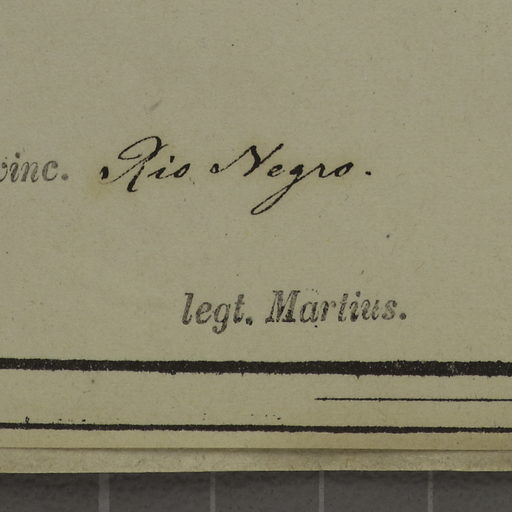 vinc. Rio Negro.
legt. Martius.